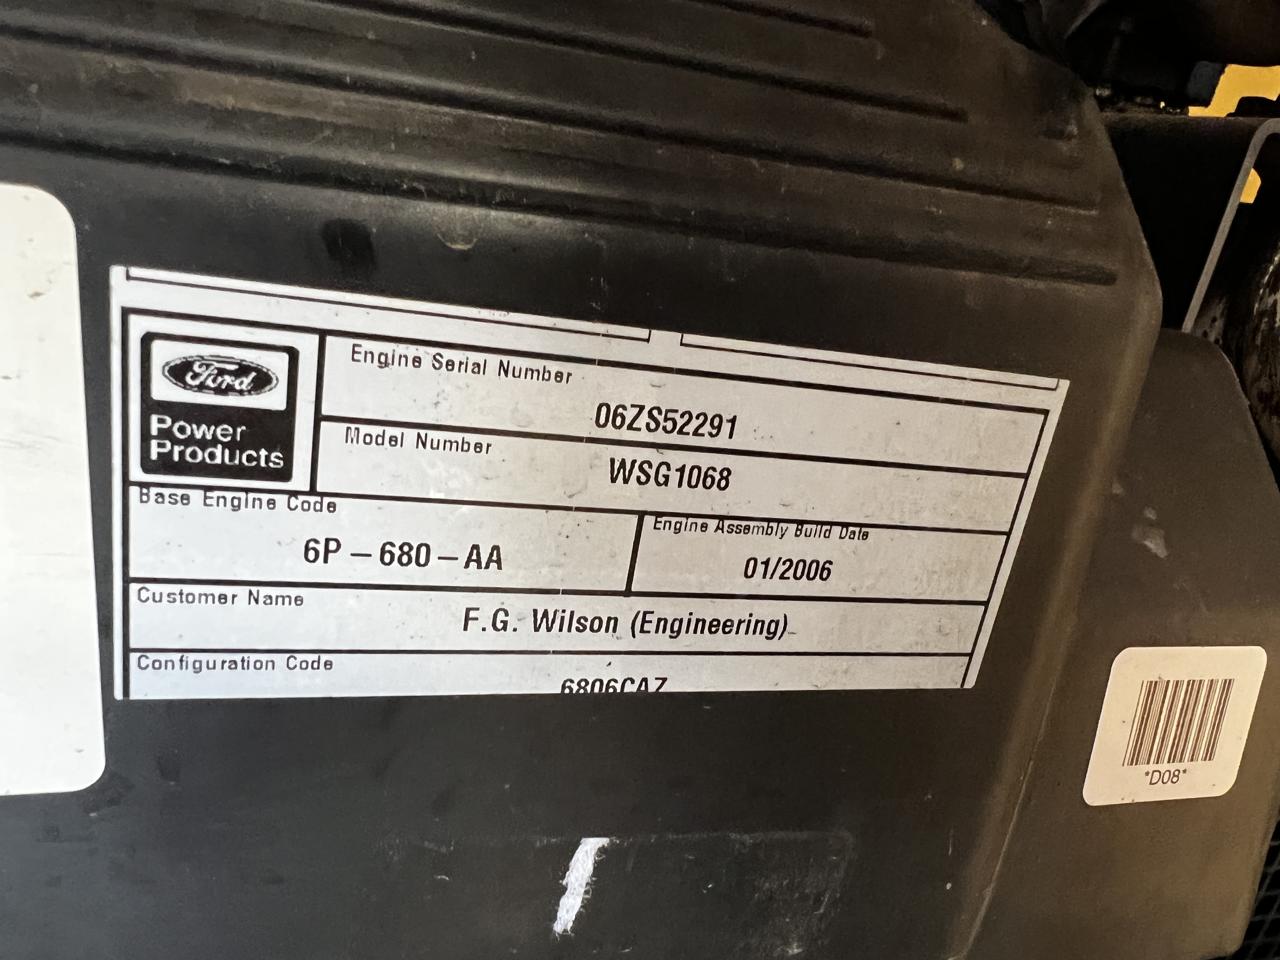 Ford
Power
Products
Engine Serial Number
06ZS52291
Model Number
WSG1068
Base Engine Code
6P-680-AA
Engine Assembly Build Date
01/2006
Customer Name
F.G. Wilson (Engineering)
Configuration Code
6806CAZ
*D08*